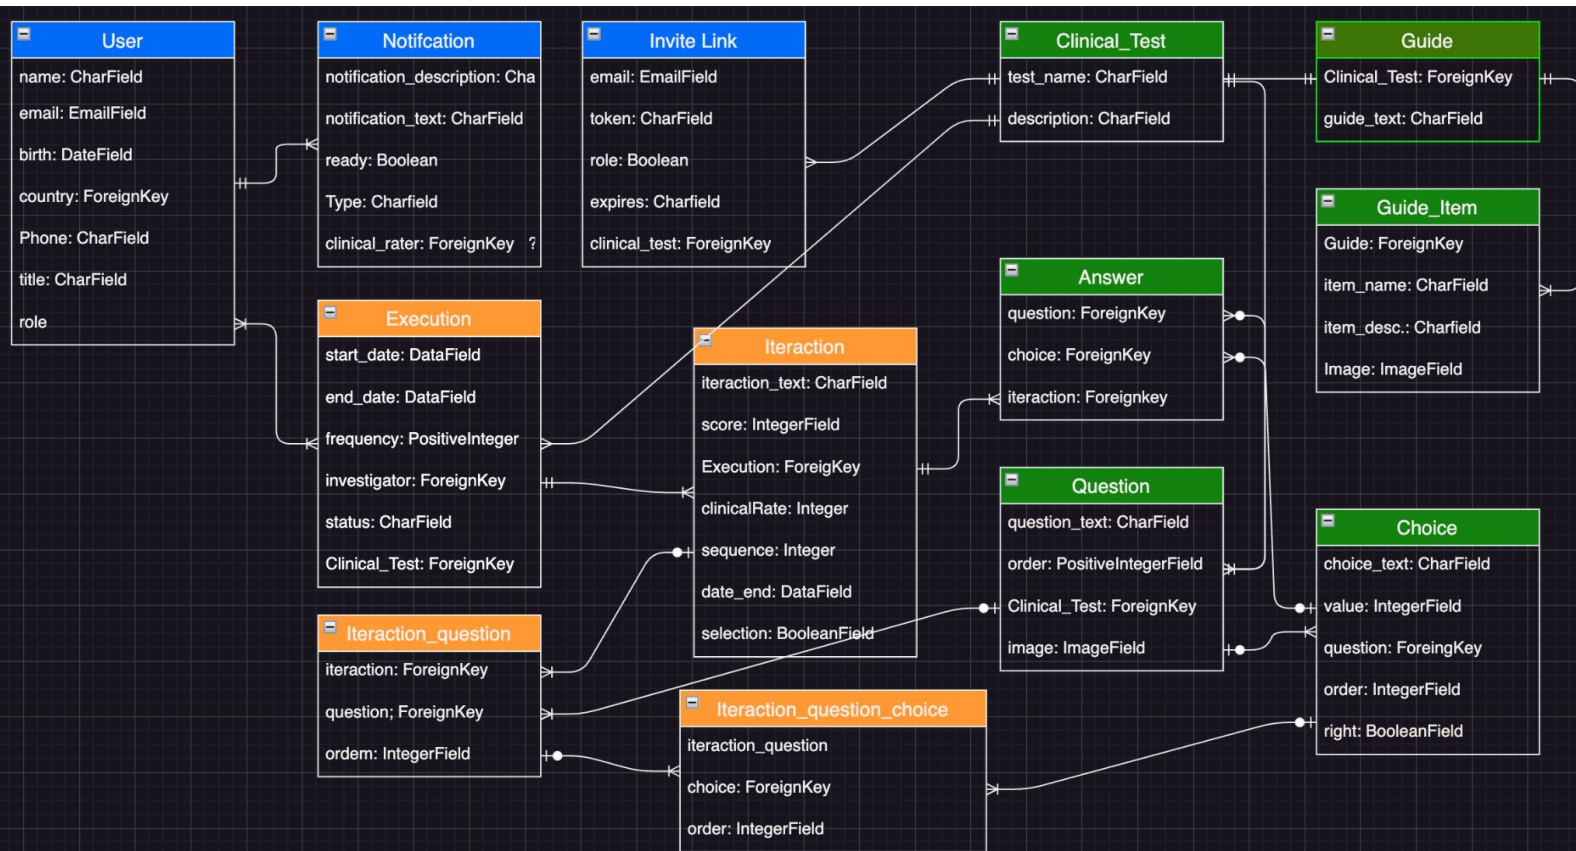 User
name: CharField
email: EmailField
birth: DateField
country: ForeignKey
Phone: CharField
title: CharField
role
Notifcation
notification_description: Cha
notification_text: CharField
ready: Boolean
Type: Charfield
clinical_rater: ForeignKey ?
Invite Link
email: EmailField
token: CharField
role: Boolean
expires: Charfield
clinical_test: ForeignKey
Clinical_Test
test_name: CharField
description: CharField
Guide
Clinical_Test: ForeignKey
guide_text: CharField
Guide_Item
Guide: ForeignKey
item_name: CharField
item_desc.: Charfield
Image: ImageField
Execution
start_date: DataField
end_date: DataField
frequency: PositiveInteger
investigator: ForeignKey
status: CharField
Clinical_Test: ForeignKey
Iteraction
iteraction_text: CharField
score: IntegerField
Execution: ForeigKey
clinicalRate: Integer
sequence: Integer
date_end: DataField
selection: BooleanField
Answer
question: ForeignKey
choice: ForeignKey
iteraction: Foreignkey
Question
question_text: CharField
order: PositiveIntegerField
Clinical_Test: ForeignKey
image: ImageField
Choice
choice_text: CharField
value: IntegerField
question: ForeingKey
order: IntegerField
right: BooleanField
Iteraction_question
iteraction: ForeignKey
question; ForeignKey
ordem: IntegerField
Iteraction_question_choice
iteraction_question
choice: ForeignKey
order: IntegerField